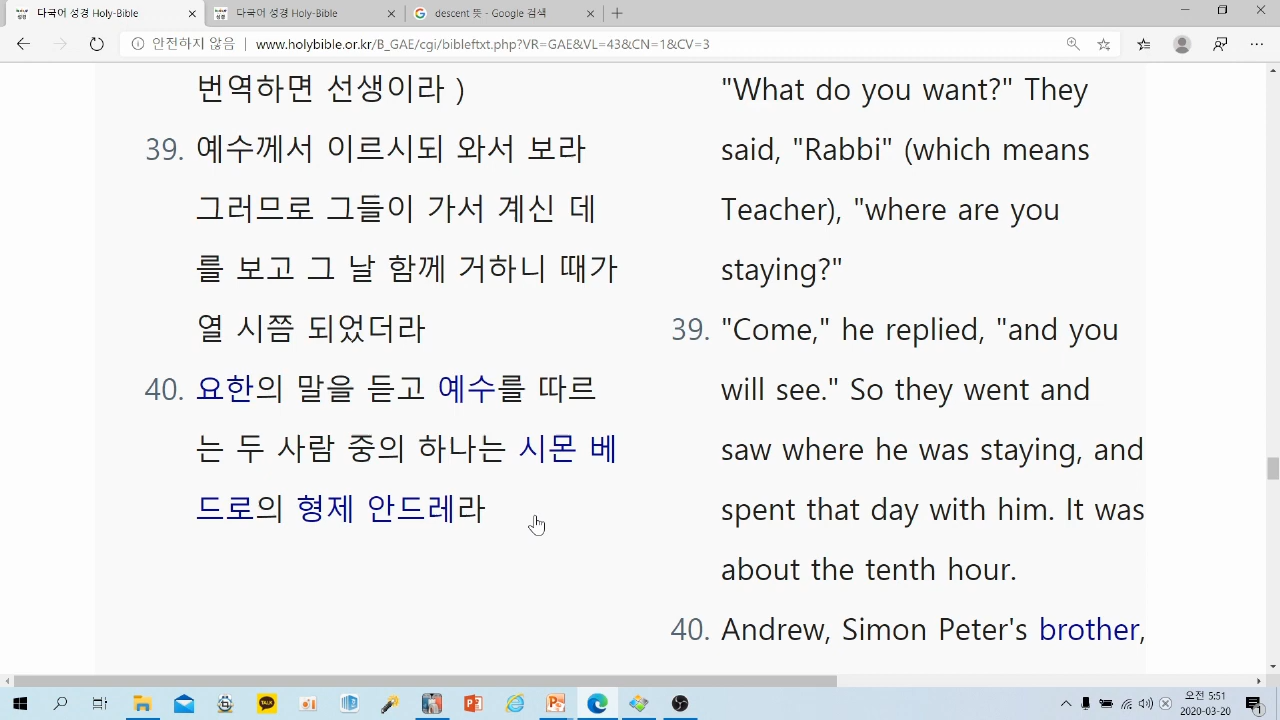 다국어 성경 Holy-Bible
다국어 성경 Holy-Bible
descent 뜻 - Google 검색
안전하지 않음
www.holybible.or.kr/B_GAE/cgi/bibleftxt.php?VR=GAE&VL=43&CN=1&CV=3
번역하면 선생이라 )
39. 예수께서 이르시되 와서 보라
그러므로 그들이 가서 계신 데
를 보고 그 날 함께 거하니 때가
열 시쯤 되었더라
40. 요한의 말을 듣고 예수를 따르
는 두 사람 중의 하나는 시몬 베
드로의 형제 안드레라
"What do you want?" They
said, "Rabbi" (which means
Teacher), "where are you
staying?"
39. "Come," he replied, "and you
will see." So they went and
saw where he was staying, and
spent that day with him. It was
about the tenth hour.
40. Andrew, Simon Peter's brother,
오전 5:51
2020-03-20